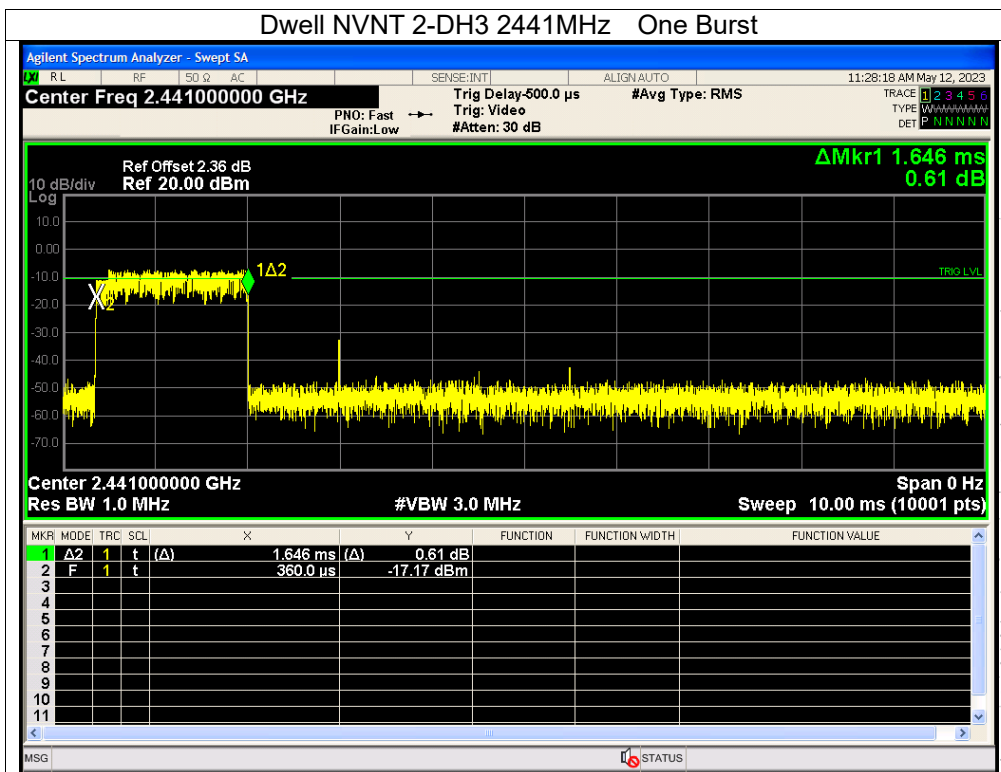 Dwell NVNT 2-DH3 2441MHz One Burst
Agilent Spectrum Analyzer - Swept SA
LXI RL RF 50 Ω AC SENSE:INT ALIGN AUTO 11:28:18 AM May 12, 2023
Center Freq 2.441000000 GHz
PNO: Fast
IFGain:Low
Trig Delay-500.0 µs
Trig: Video
#Atten: 30 dB
#Avg Type: RMS
TRACE 1 2 3 4 5 6
TYPE WWWWWW
DET P N N N N N
ΔMkr1 1.646 ms
0.61 dB
Ref Offset 2.36 dB
10 dB/div Ref 20.00 dBm
Log
10.0
0.00
-10.0
-20.0
-30.0
-40.0
-50.0
-60.0
-70.0
1Δ2
TRIG LVL
X2
Center 2.441000000 GHz Span 0 Hz
Res BW 1.0 MHz #VBW 3.0 MHz Sweep 10.00 ms (10001 pts)
MKR MODE TRC SCL X Y FUNCTION FUNCTION WIDTH FUNCTION VALUE
1 Δ2 1 t (Δ) 1.646 ms (Δ) 0.61 dB
2 F 1 t 360.0 µs -17.17 dBm
3
4
5
6
7
8
9
10
11
MSG STATUS